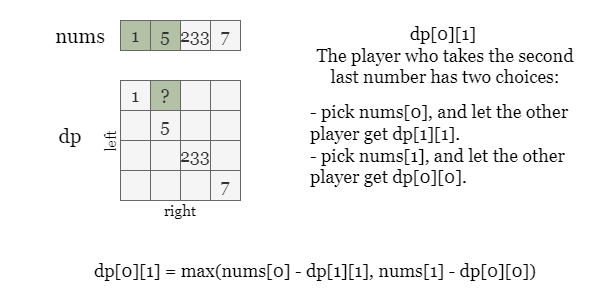 nums 1 5 233 7
dp[0][1]
The player who takes the second
last number has two choices:
- pick nums[0], and let the other
player get dp[1][1].
- pick nums[1], and let the other
player get dp[0][0].
dp
left
1 ?
5
233
7
right
dp[0][1] = max(nums[0] - dp[1][1], nums[1] - dp[0][0])